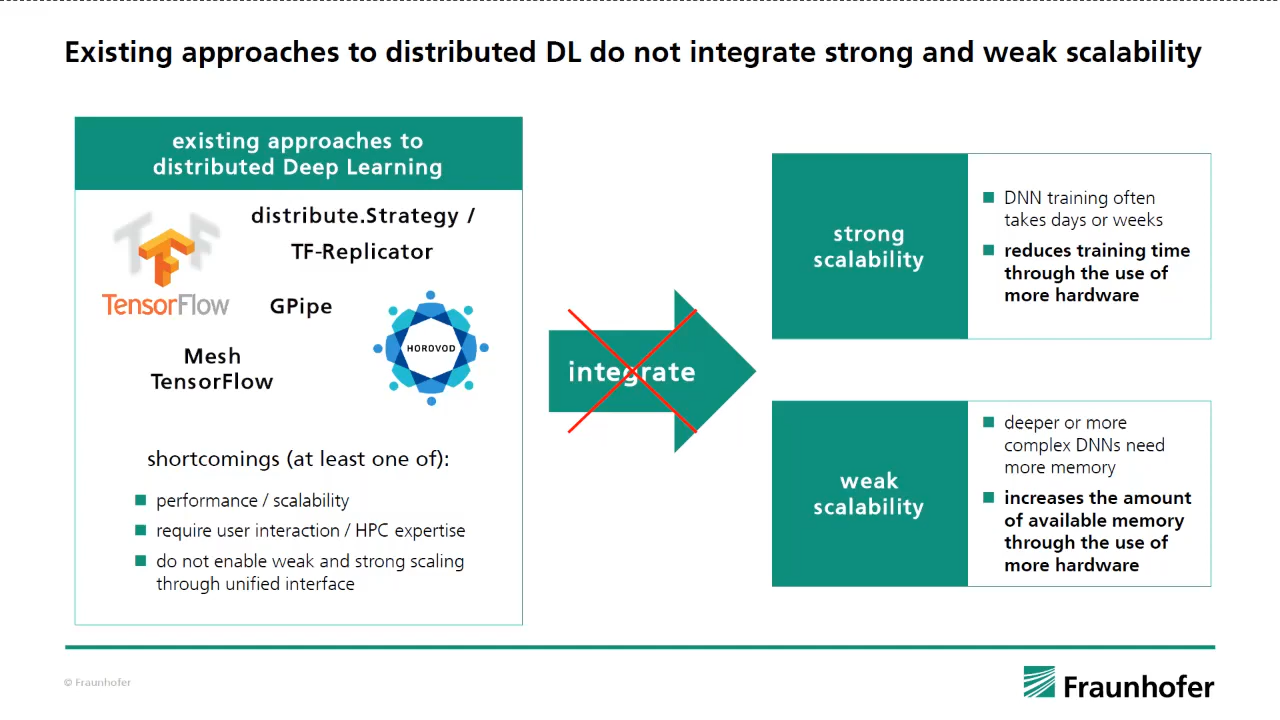 Existing approaches to distributed DL do not integrate strong and weak scalability
existing approaches to
distributed Deep Learning
TensorFlow
distribute.Strategy /
TF-Replicator
GPipe
HOROVOD
Mesh
TensorFlow
shortcomings (at least one of):
performance / scalability
require user interaction / HPC expertise
do not enable weak and strong scaling
through unified interface
integrate
strong
scalability
DNN training often
takes days or weeks
reduces training time
through the use of
more hardware
weak
scalability
deeper or more
complex DNNs need
more memory
increases the amount
of available memory
through the use of
more hardware
© Fraunhofer
Fraunhofer